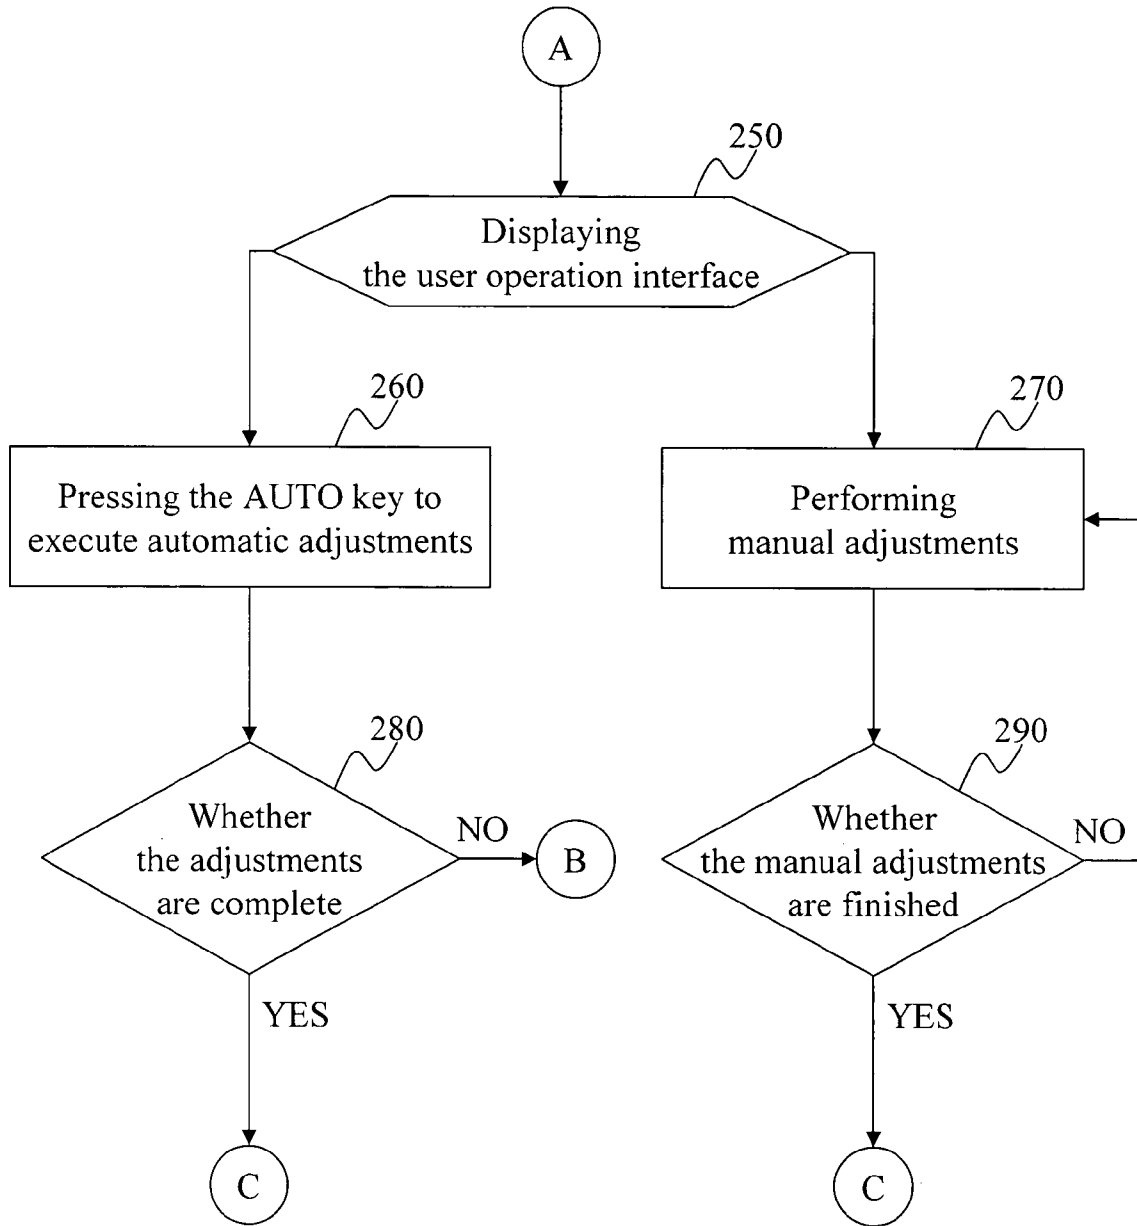 A
250
Displaying
the user operation interface
260
Pressing the AUTO key to
execute automatic adjustments
270
Performing
manual adjustments
280
Whether
the adjustments
are complete
NO
B
YES
C
290
Whether
the manual adjustments
are finished
NO
YES
C